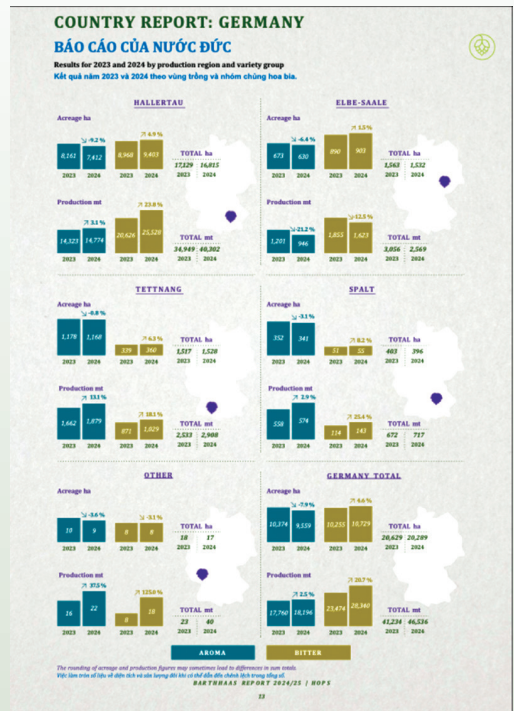 COUNTRY REPORT: GERMANY
BÁO CÁO CỦA NƯỚC ĐỨC
Results for 2023 and 2024 by production region and variety group
Kết quả năm 2023 và 2024 theo vùng trồng và nhóm chủng hoa bia.
HALLERTAU
Acreage ha
-9.2 % 4.9 %
8,161 7,412 8,968 9,403
TOTAL ha
17,129 16,815
2023 2024 2023 2024 2023 2024
Production mt
3.1 % 23.8 %
14,323 14,774 20,626 25,528
TOTAL mt
34,949 40,302
2023 2024 2023 2024 2023 2024
ELBE-SAALE
Acreage ha
-6.4 % 1.5 %
673 630 890 903
TOTAL ha
1,563 1,532
2023 2024 2023 2024 2023 2024
Production mt
-21.2 % -12.5 %
1,201 946 1,855 1,623
TOTAL mt
3,056 2,569
2023 2024 2023 2024 2023 2024
TETTNANG
Acreage ha
-0.8 % 6.2 %
1,178 1,168 339 360
TOTAL ha
1,517 1,528
2023 2024 2023 2024 2023 2024
Production mt
13.1 % 18.1 %
1,662 1,879 871 1,029
TOTAL mt
2,533 2,908
2023 2024 2023 2024 2023 2024
SPALT
Acreage ha
-3.1 % 8.2 %
352 341 51 55
TOTAL ha
403 396
2023 2024 2023 2024 2023 2024
Production mt
2.9 % 25.4 %
558 574 114 143
TOTAL mt
672 717
2023 2024 2023 2024 2023 2024
OTHER
Acreage ha
-3.6 % -3.1 %
10 9 8 8
TOTAL ha
18 17
2023 2024 2023 2024 2023 2024
Production mt
37.5 % 125.0 %
16 22 8 18
TOTAL mt
23 40
2023 2024 2023 2024 2023 2024
GERMANY TOTAL
Acreage ha
-7.9 % 4.6 %
10,374 9,559 10,255 10,729
TOTAL ha
20,629 20,289
2023 2024 2023 2024 2023 2024
Production mt
2.5 % 20.7 %
17,760 18,196 23,474 28,340
TOTAL mt
41,234 46,536
2023 2024 2023 2024 2023 2024
AROMA BITTER
The rounding of acreage and production figures may sometimes lead to differences in sum totals.
Việc làm tròn số liệu về diện tích và sản lượng đôi khi có thể dẫn đến chênh lệch trong tổng số.
BARTHHAAS REPORT 2024/25 | HOPS
13